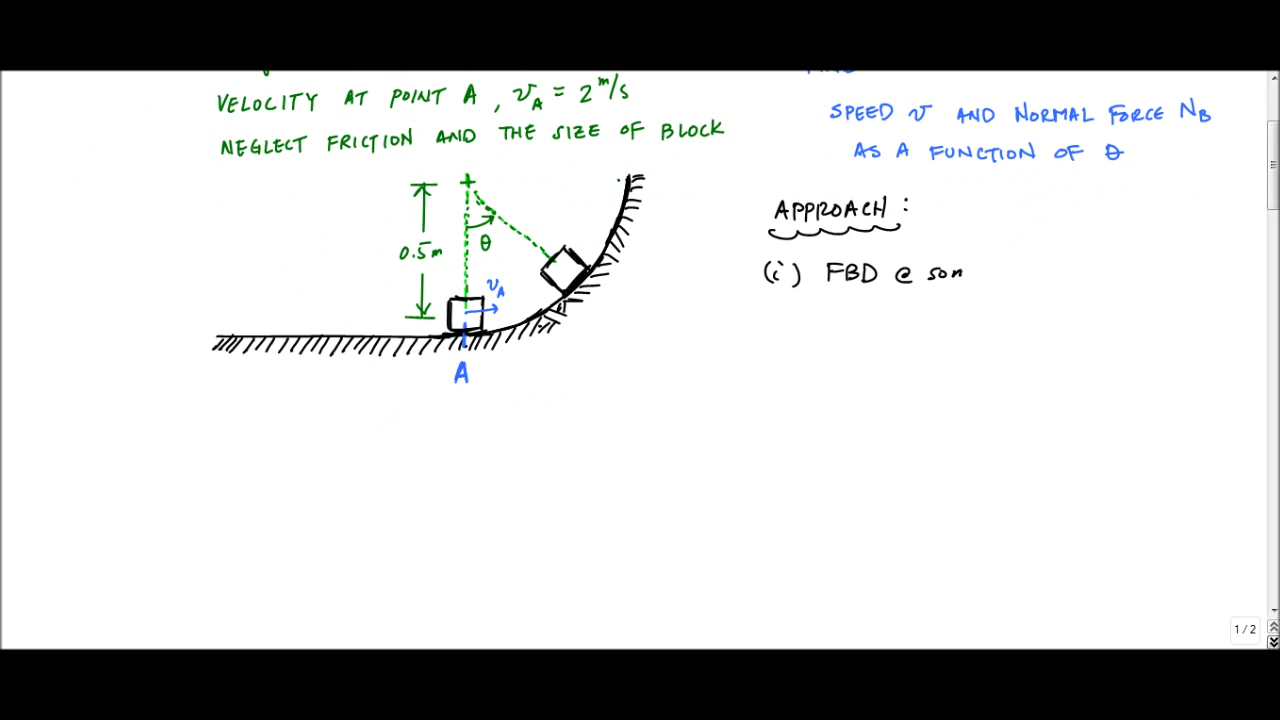 VELOCITY AT POINT A, v_A = 2 m/s
NEGLECT FRICTION AND THE SIZE OF BLOCK
SPEED v AND NORMAL FORCE N_B
AS A FUNCTION OF θ
APPROACH:
(i) FBD @ som
0.5m
θ
v_A
A
1 / 2